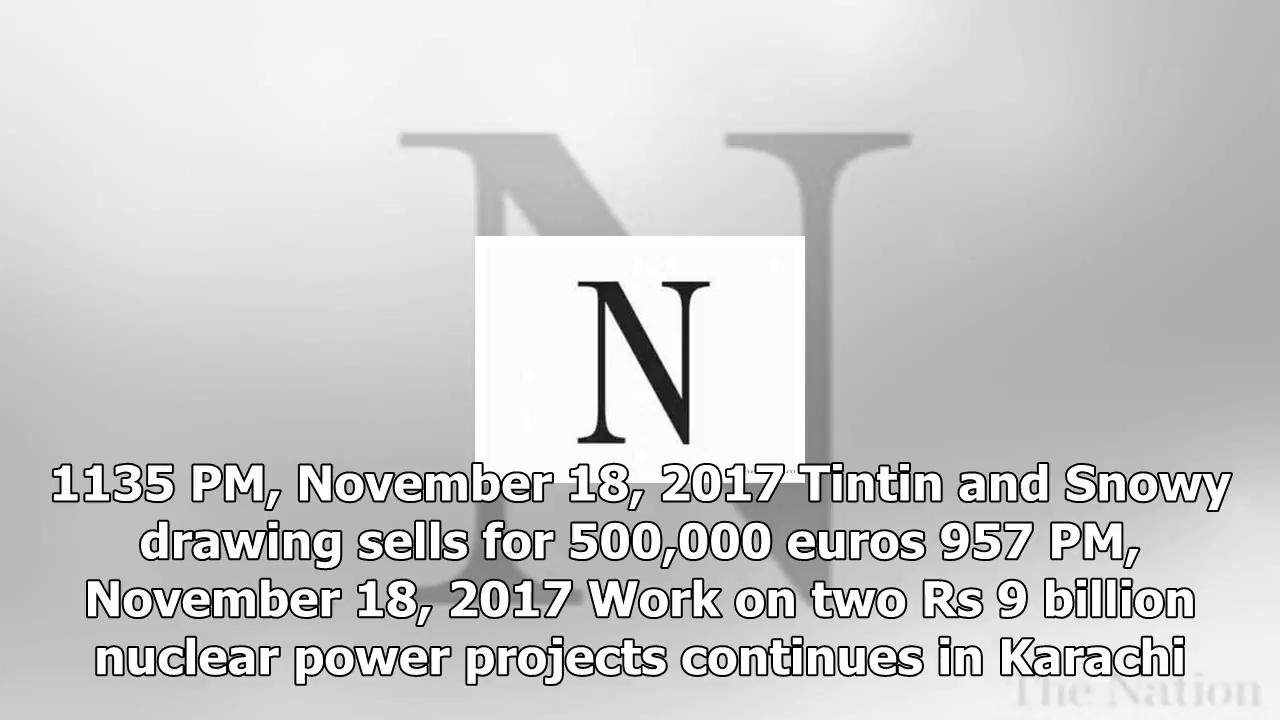 N
1135 PM, November 18, 2017 Tintin and Snowy
drawing sells for 500,000 euros 957 PM,
November 18, 2017 Work on two Rs 9 billion
nuclear power projects continues in Karachi
The Nation